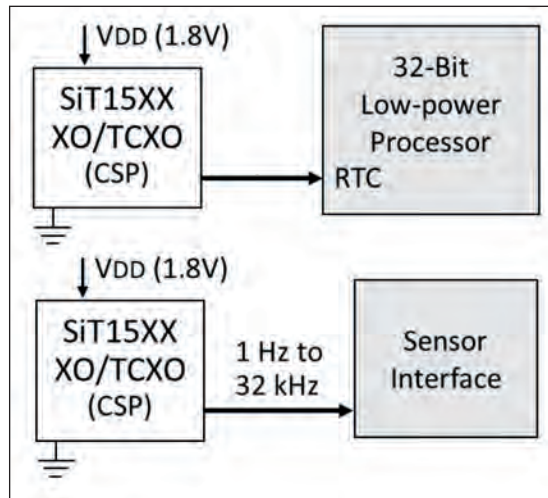 VDD (1.8V)
SiT15XX
XO/TCXO
(CSP)
32-Bit
Low-power
Processor
RTC
VDD (1.8V)
SiT15XX
XO/TCXO
(CSP)
1 Hz to
32 kHz
Sensor
Interface